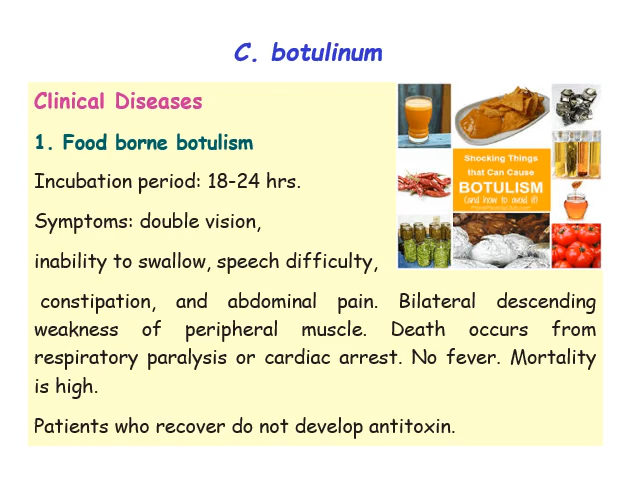 C. botulinum
Clinical Diseases
1. Food borne botulism
Incubation period: 18-24 hrs.
Symptoms: double vision,
inability to swallow, speech difficulty,
Shocking Things
that Can Cause
BOTULISM
(and how to avoid it)
constipation, and abdominal pain. Bilateral descending
weakness of peripheral muscle. Death occurs from
respiratory paralysis or cardiac arrest. No fever. Mortality
is high.
Patients who recover do not develop antitoxin.